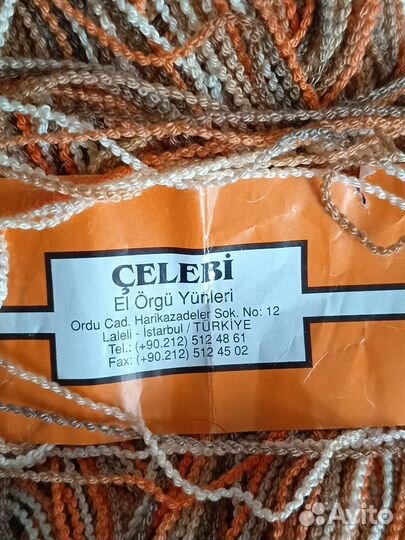 ÇELEBİ
El Örgü Yünleri
Ordu Cad. Harikazadeler Sok. No: 12
Laleli - İstanbul / TÜRKİYE
Tel.: (+90.212) 512 48 61
Fax: (+90.212) 512 45 02
Avito